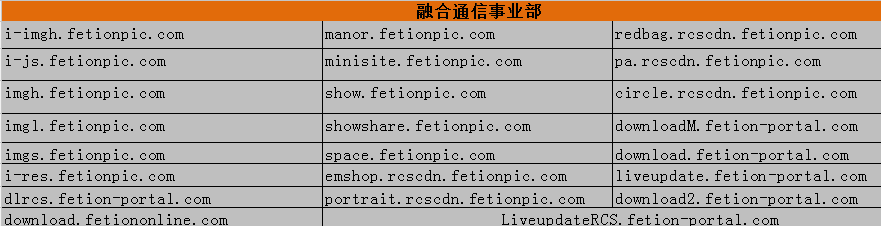 融合通信事业部
i-imgh.fetionpic.com manor.fetionpic.com redbag.rcscdn.fetionpic.com
i-js.fetionpic.com minisite.fetionpic.com pa.rcscdn.fetionpic.com
imgh.fetionpic.com show.fetionpic.com circle.rcscdn.fetionpic.com
imgl.fetionpic.com showshare.fetionpic.com downloadM.fetion-portal.com
imgs.fetionpic.com space.fetionpic.com download.fetion-portal.com
i-res.fetionpic.com emshop.rcscdn.fetionpic.com liveupdate.fetion-portal.com
dlrcs.fetion-portal.com portrait.rcscdn.fetionpic.com download2.fetion-portal.com
download.fetiononline.com LiveupdateRCS.fetion-portal.com